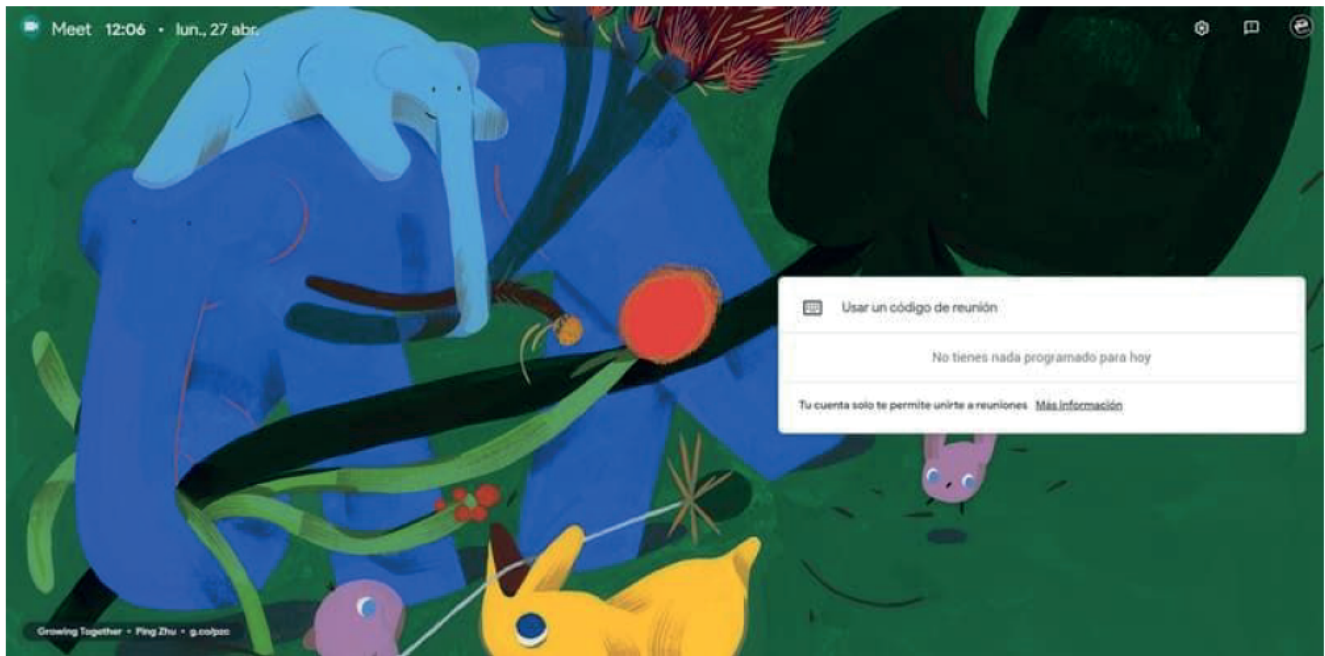 Meet 12:06 • lun., 27 abr.
Usar un código de reunión
No tienes nada programado para hoy
Tu cuenta solo te permite unirte a reuniones Más información
Growing Together • Ping Zhu • g.co/pzc